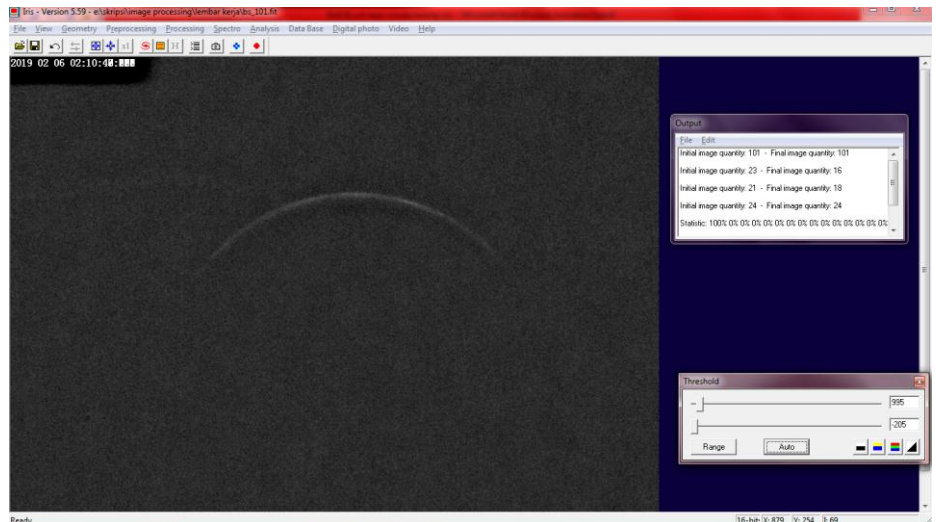 Iris - Version 5.59 - e:\skripsi\image processing\lembar kerja\bs_101.fit
File View Geometry Preprocessing Processing Spectro Analysis Data Base Digital photo Video Help
2019 02 06 02:10:4
Output
File Edit
Initial image quantity: 101 - Final image quantity: 101
Initial image quantity: 23 - Final image quantity: 16
Initial image quantity: 21 - Final image quantity: 18
Initial image quantity: 24 - Final image quantity: 24
Statistic: 100% 0% 0% 0% 0% 0% 0% 0% 0% 0% 0% 0% 0%
Threshold
995
-205
Range Auto
Ready
16-bit: X: 879 Y: 254 I: 69